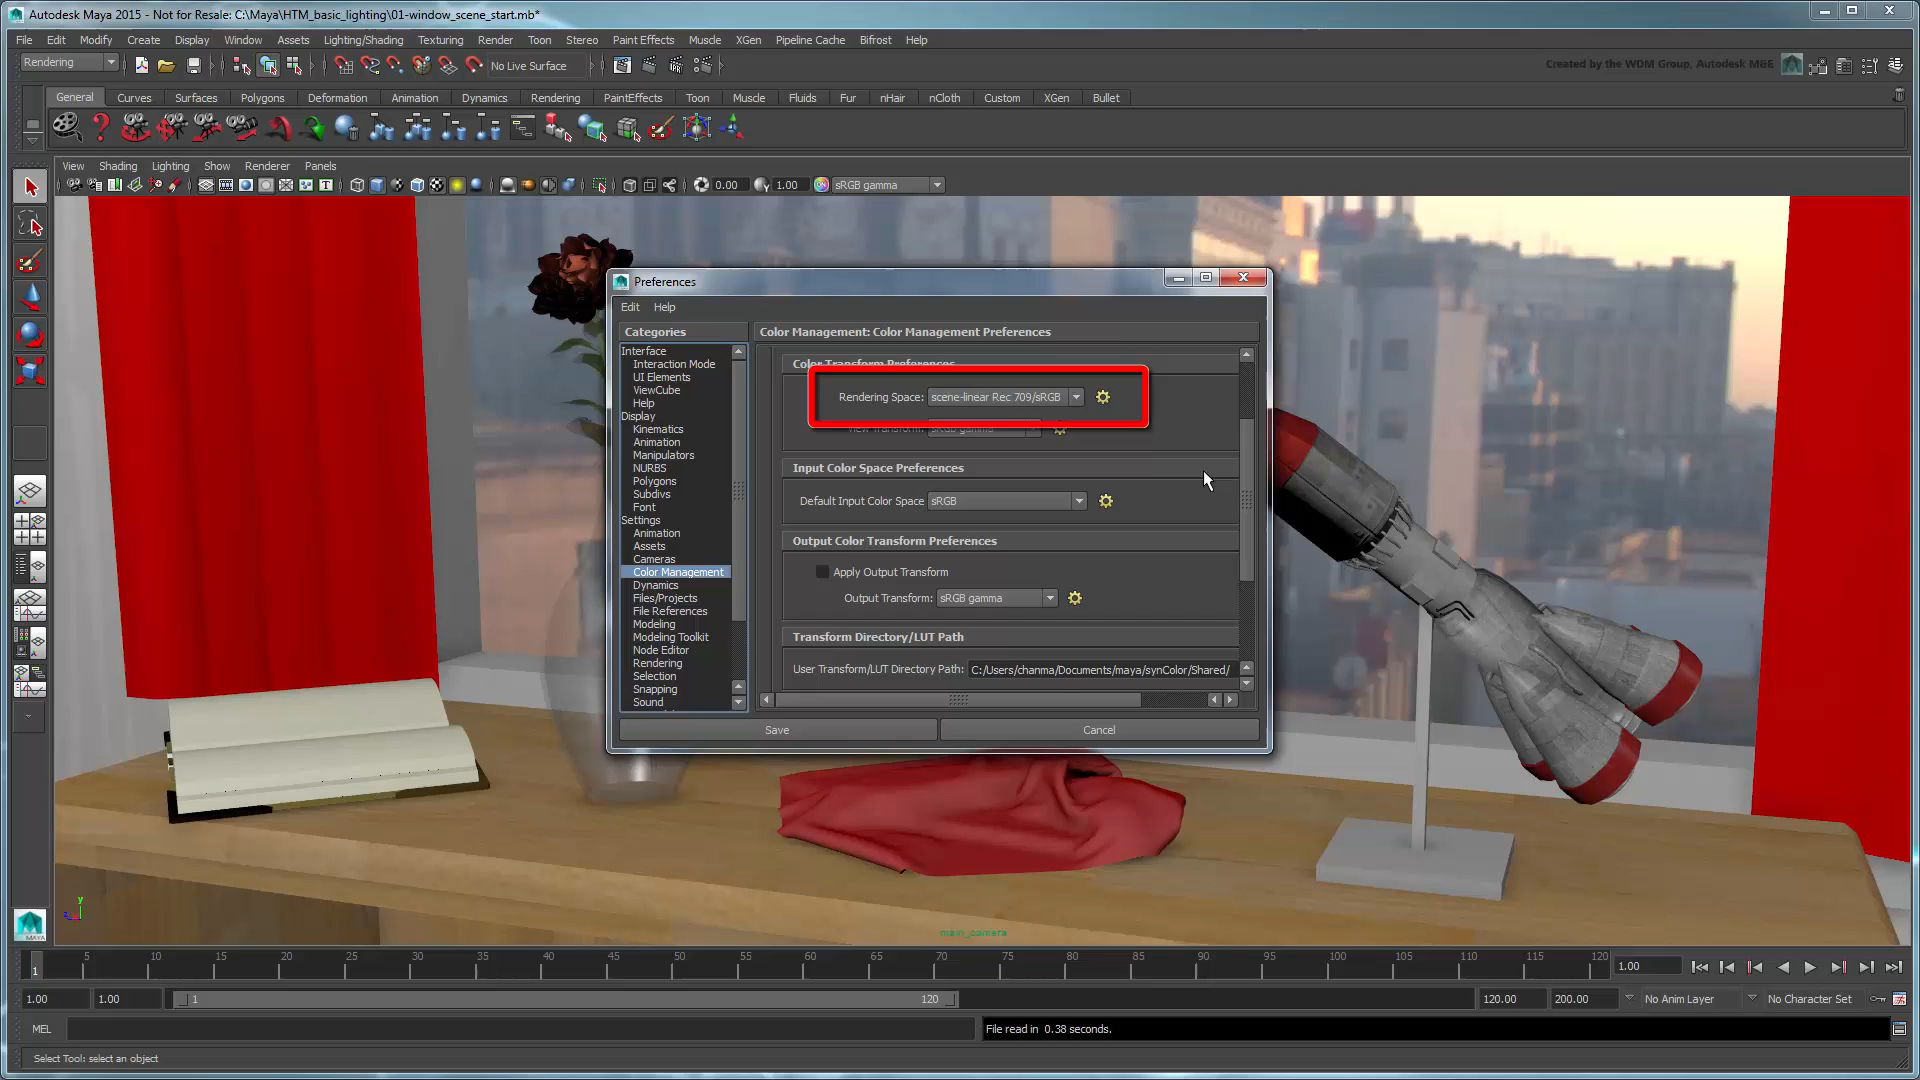 Autodesk Maya 2015 - Not for Resale: C:\Maya\HTM_basic_lighting\01-window_scene_start.mb*
File Edit Modify Create Display Window Assets Lighting/Shading Texturing Render Toon Stereo Paint Effects Muscle XGen Pipeline Cache Bifrost Help
Rendering No Live Surface Created by the WDM Group, Autodesk M&E
General Curves Surfaces Polygons Deformation Animation Dynamics Rendering PaintEffects Toon Muscle Fluids Fur nHair nCloth Custom XGen Bullet
View Shading Lighting Show Renderer Panels
0.00 1.00 sRGB gamma
Preferences
Edit Help
Categories
Interface
Interaction Mode
UI Elements
ViewCube
Help
Display
Kinematics
Animation
Manipulators
NURBS
Polygons
Subdivs
Font
Settings
Animation
Assets
Cameras
Color Management
Dynamics
Files/Projects
File References
Modeling
Modeling Toolkit
Node Editor
Rendering
Selection
Snapping
Sound
Color Management: Color Management Preferences
Color Transform Preferences
Rendering Space: scene-linear Rec 709/sRGB
View Transform: sRGB gamma
Input Color Space Preferences
Default Input Color Space sRGB
Output Color Transform Preferences
Apply Output Transform
Output Transform: sRGB gamma
Transform Directory/LUT Path
User Transform/LUT Directory Path: C:/Users/chanma/Documents/maya/synColor/Shared/
Save Cancel
y
MAYA
main_camera
1 5 10 15 20 25 30 35 40 45 50 55 60 65 70 75 80 85 90 95 100 105 110 115 120 1.00
1.00 1.00 1 120 120.00 200.00 No Anim Layer No Character Set
MEL File read in 0.38 seconds.
Select Tool: select an object